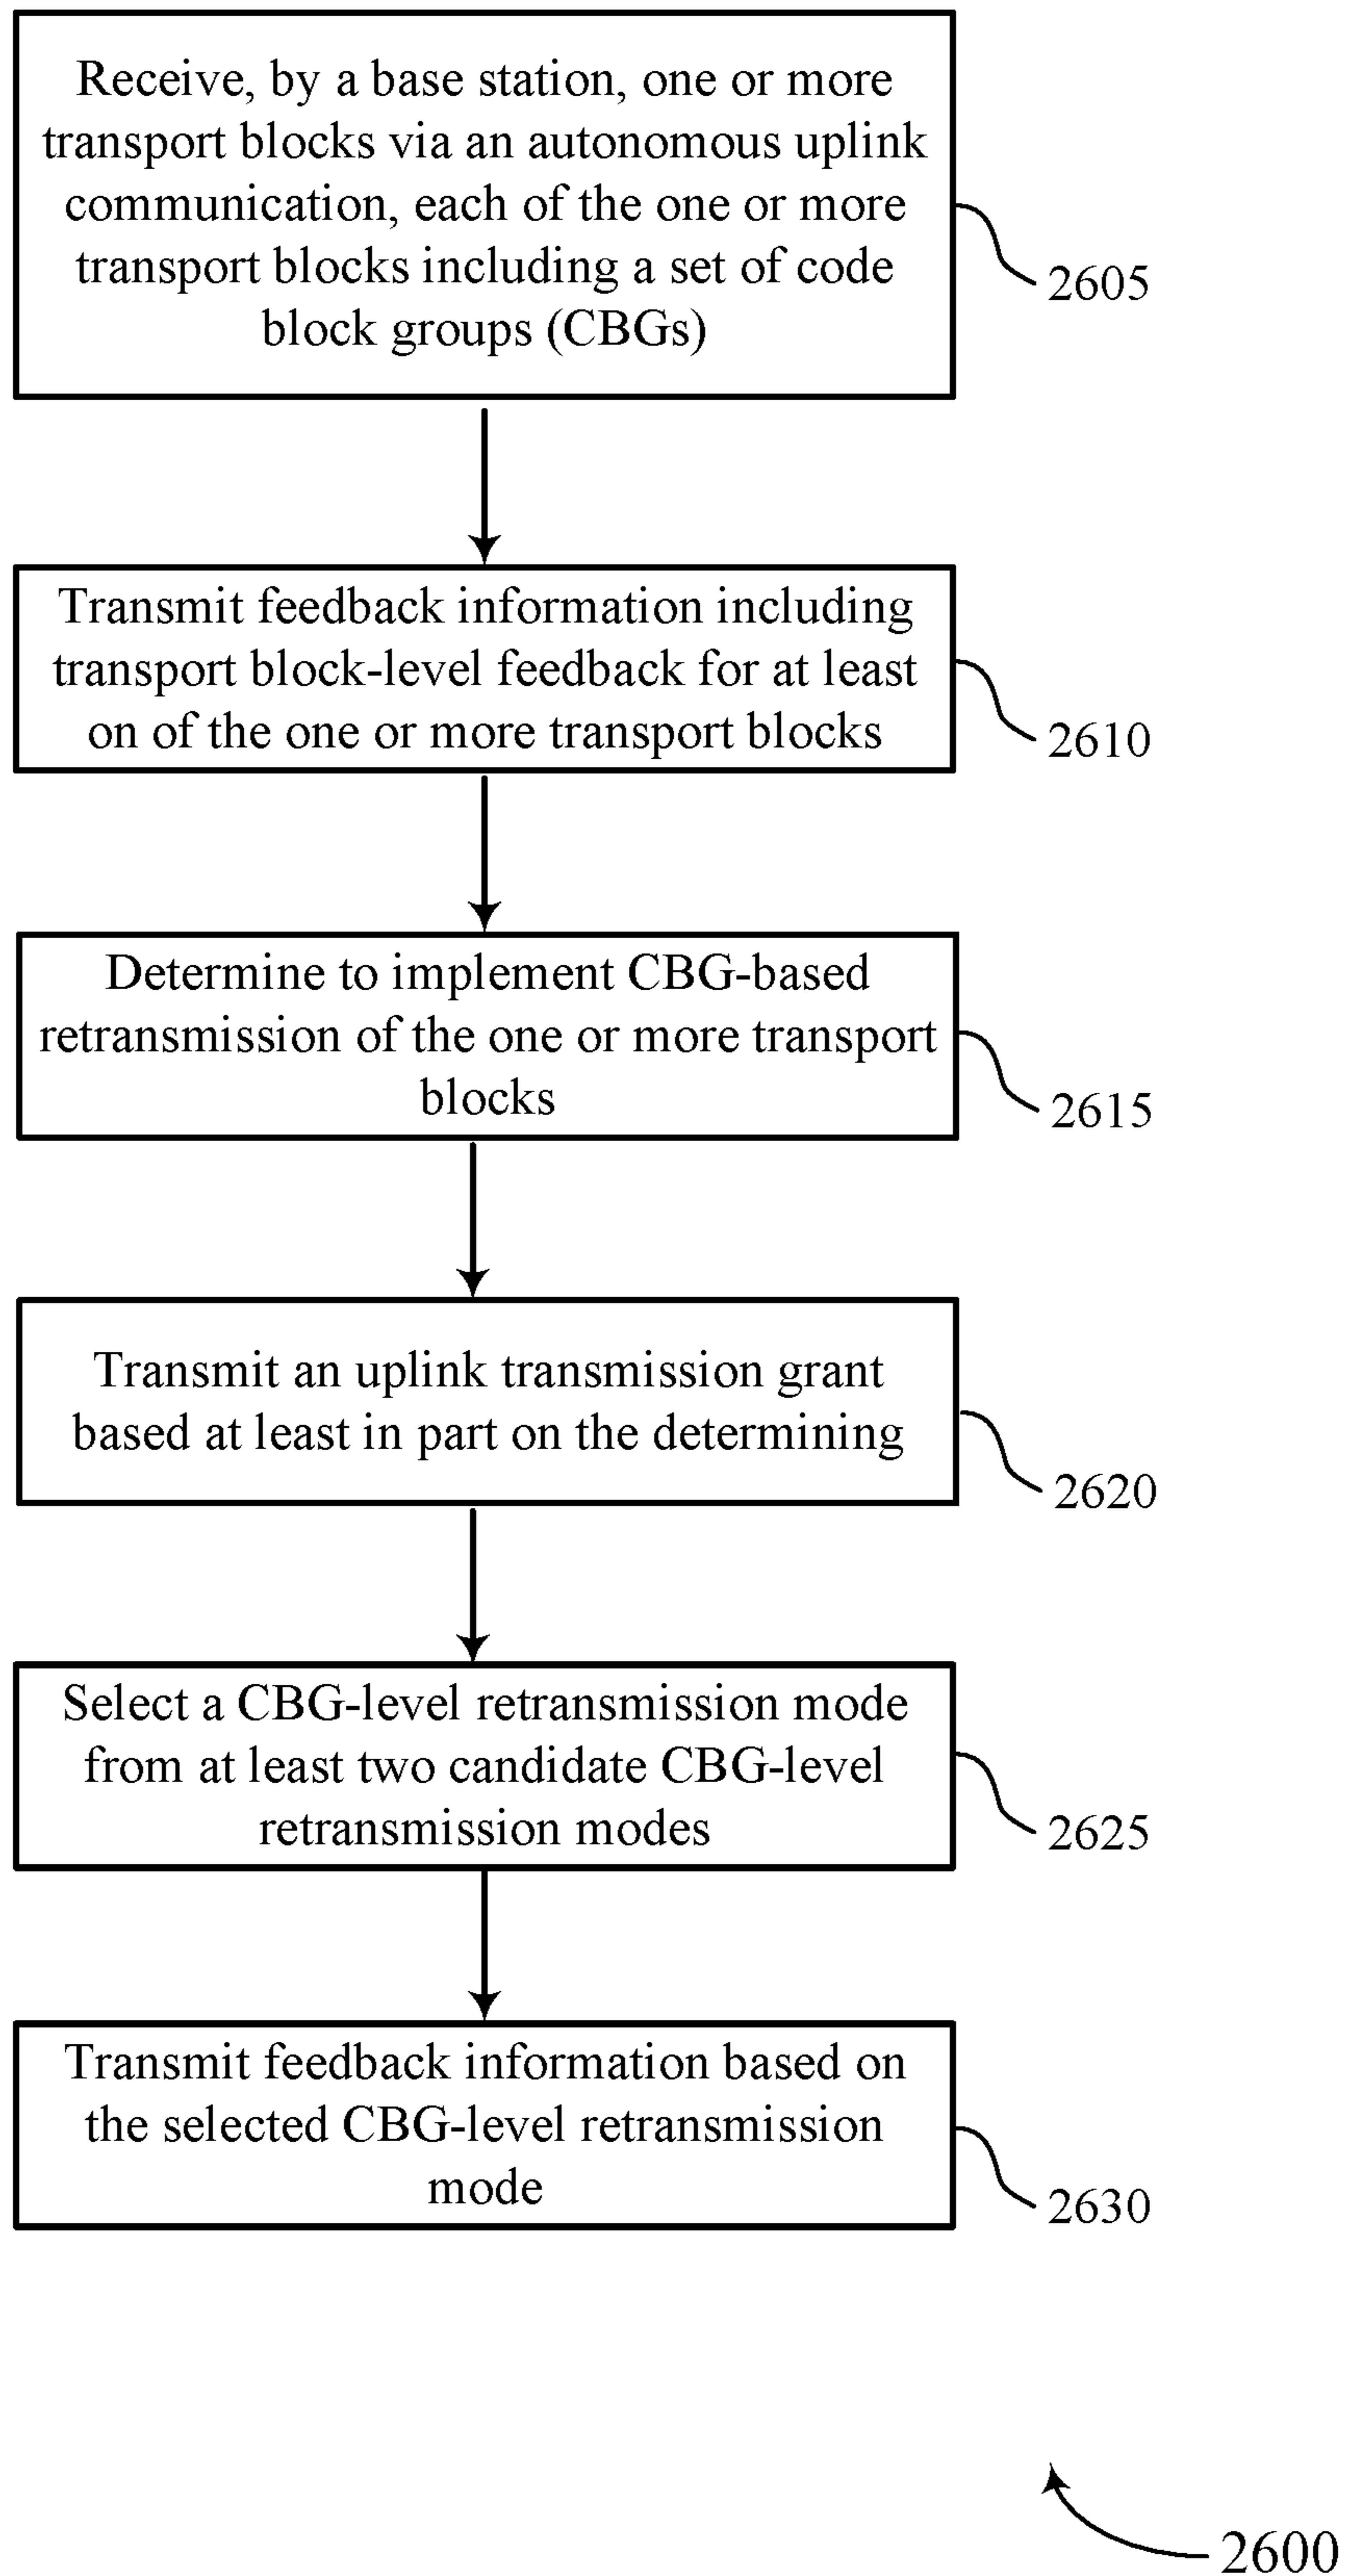 Receive, by a base station, one or more
transport blocks via an autonomous uplink
communication, each of the one or more
transport blocks including a set of code
block groups (CBGs)
2605
Transmit feedback information including
transport block-level feedback for at least
on of the one or more transport blocks
2610
Determine to implement CBG-based
retransmission of the one or more transport
blocks
2615
Transmit an uplink transmission grant
based at least in part on the determining
2620
Select a CBG-level retransmission mode
from at least two candidate CBG-level
retransmission modes
2625
Transmit feedback information based on
the selected CBG-level retransmission
mode
2630
2600